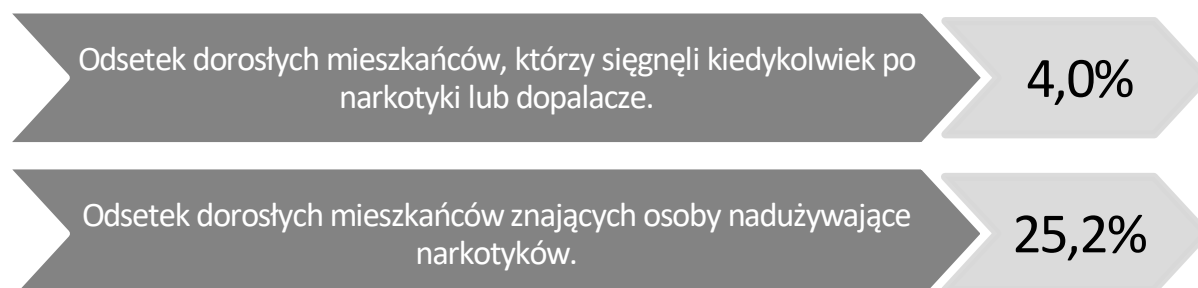 Odsetek dorosłych mieszkańców, którzy sięgnęli kiedykolwiek po
narkotyki lub dopalacze.
4,0%
Odsetek dorosłych mieszkańców znających osoby nadużywające
narkotyków.
25,2%